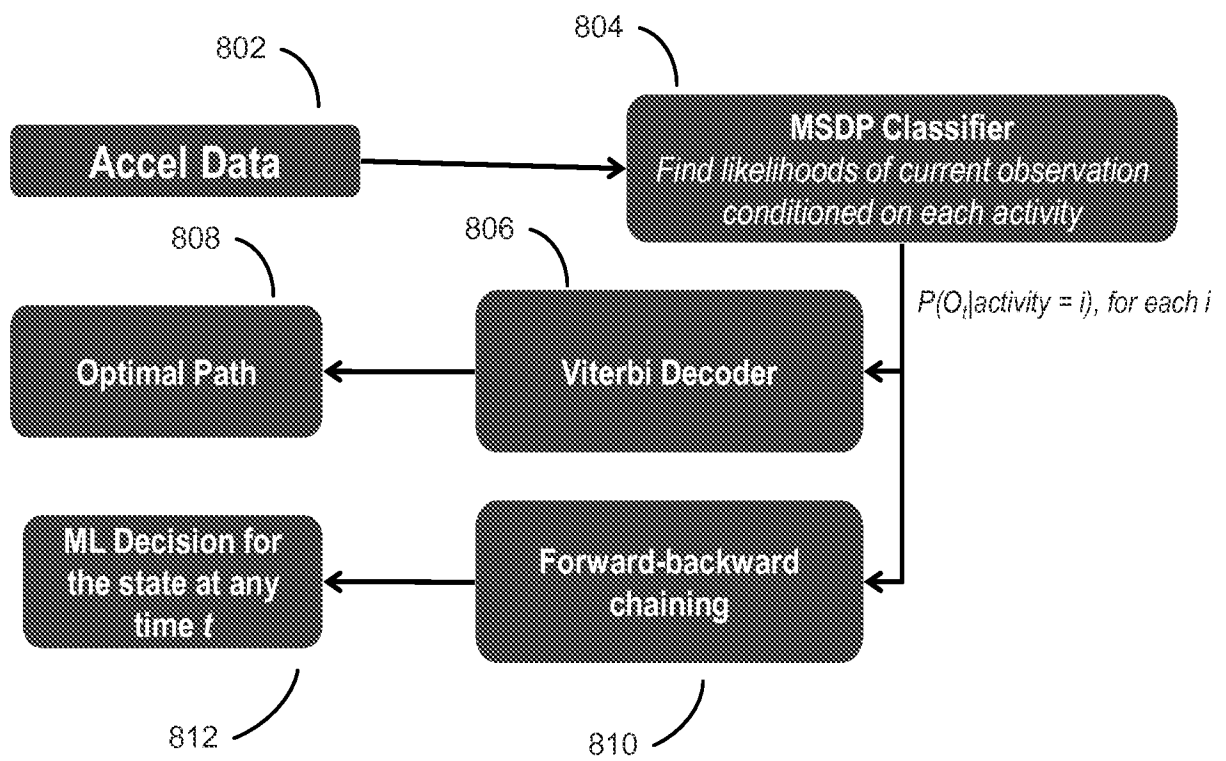 802
804
Accel Data
MSDP Classifier
Find likelihoods of current observation
conditioned on each activity
808
806
P(Oₜ|activity = i), for each i
Optimal Path
Viterbi Decoder
ML Decision for
the state at any
time t
Forward-backward
chaining
812
810